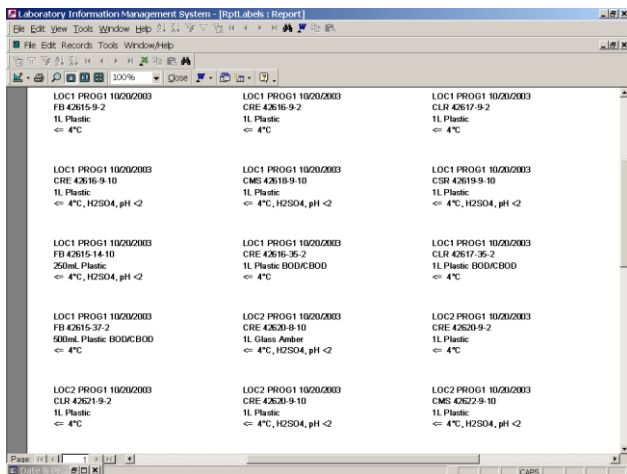 Laboratory Information Management System - [RptLabels : Report]
File Edit View Tools Window Help
File Edit Records Tools Window/Help
100% Close
LOC1 PROG1 10/20/2003 LOC1 PROG1 10/20/2003 LOC1 PROG1 10/20/2003
FB 42615-9-2 CRE 42616-9-2 CLR 42617-9-2
1L Plastic 1L Plastic 1L Plastic
<= 4°C <= 4°C <= 4°C
LOC1 PROG1 10/20/2003 LOC1 PROG1 10/20/2003 LOC1 PROG1 10/20/2003
CRE 42616-9-10 CMS 42618-9-10 CSR 42619-9-10
1L Plastic 1L Plastic 1L Plastic
<= 4°C, H2SO4, pH <2 <= 4°C, H2SO4, pH <2 <= 4°C, H2SO4, pH <2
LOC1 PROG1 10/20/2003 LOC1 PROG1 10/20/2003 LOC1 PROG1 10/20/2003
FB 42615-14-10 CRE 42616-35-2 CLR 42617-35-2
250mL Plastic 1L Plastic BOD/CBOD 1L Plastic BOD/CBOD
<= 4°C, H2SO4, pH <2 <= 4°C <= 4°C
LOC1 PROG1 10/20/2003 LOC2 PROG1 10/20/2003 LOC2 PROG1 10/20/2003
FB 42615-37-2 CRE 42620-8-10 CRE 42620-9-2
500mL Plastic BOD/CBOD 1L Glass Amber 1L Plastic
<= 4°C <= 4°C, H2SO4, pH <2 <= 4°C
LOC2 PROG1 10/20/2003 LOC2 PROG1 10/20/2003 LOC2 PROG1 10/20/2003
CLR 42621-9-2 CRE 42620-9-10 CMS 42622-9-10
1L Plastic 1L Plastic 1L Plastic
<= 4°C <= 4°C, H2SO4, pH <2 <= 4°C, H2SO4, pH <2
Page: 1
Date & Pr...
CAPS